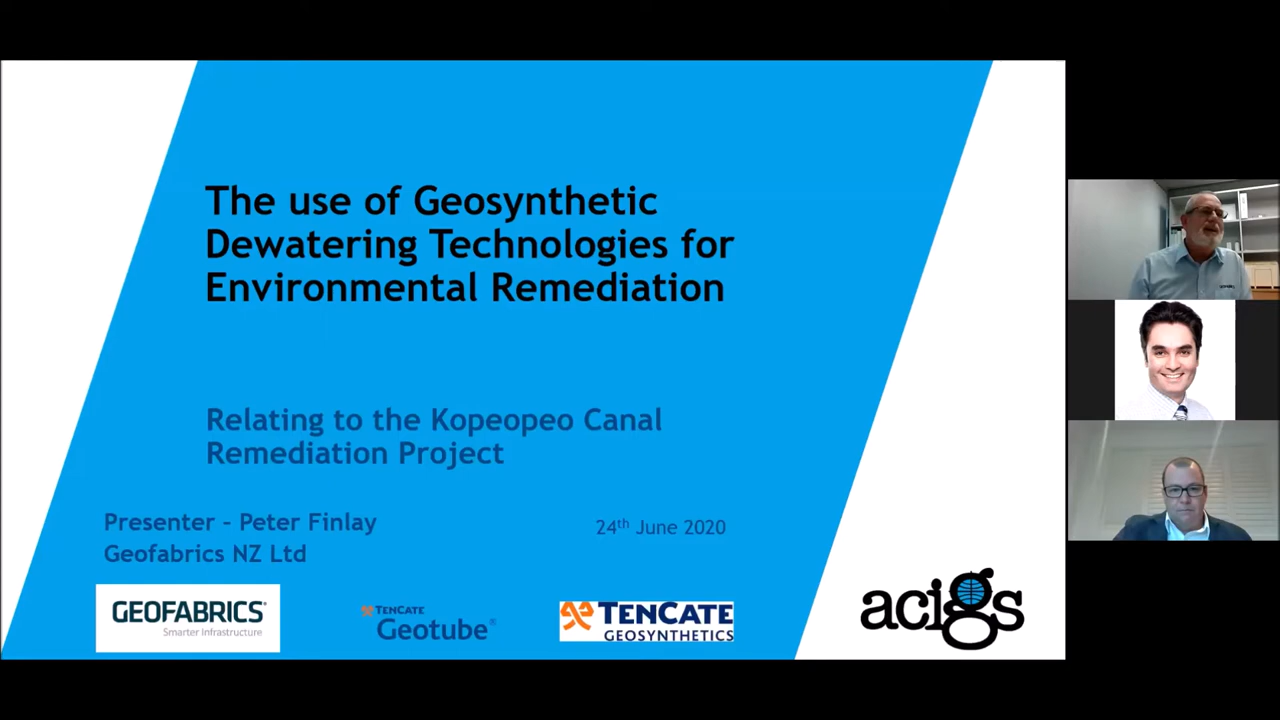 The use of Geosynthetic
Dewatering Technologies for
Environmental Remediation
Relating to the Kopeopeo Canal
Remediation Project
Presenter - Peter Finlay
Geofabrics NZ Ltd
24th June 2020
GEOFABRICS®
Smarter Infrastructure
TENCATE
Geotube®
TENCATE
GEOSYNTHETICS
acigs